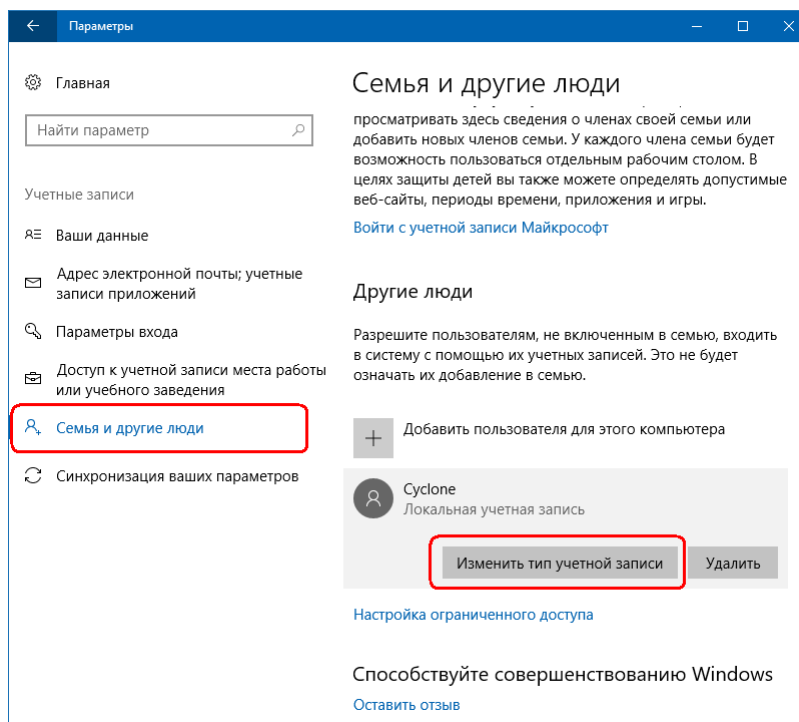 Параметры
Главная
Найти параметр
Учетные записи
Ваши данные
Адрес электронной почты; учетные
записи приложений
Параметры входа
Доступ к учетной записи места работы
или учебного заведения
Семья и другие люди
Синхронизация ваших параметров
Семья и другие люди
просматривать здесь сведения о членах своей семьи или
добавить новых членов семьи. У каждого члена семьи будет
возможность пользоваться отдельным рабочим столом. В
целях защиты детей вы также можете определять допустимые
веб-сайты, периоды времени, приложения и игры.
Войти с учетной записи Майкрософт
Другие люди
Разрешите пользователям, не включенным в семью, входить
в систему с помощью их учетных записей. Это не будет
означать их добавление в семью.
Добавить пользователя для этого компьютера
Cyclone
Локальная учетная запись
Изменить тип учетной записи
Удалить
Настройка ограниченного доступа
Способствуйте совершенствованию Windows
Оставить отзыв